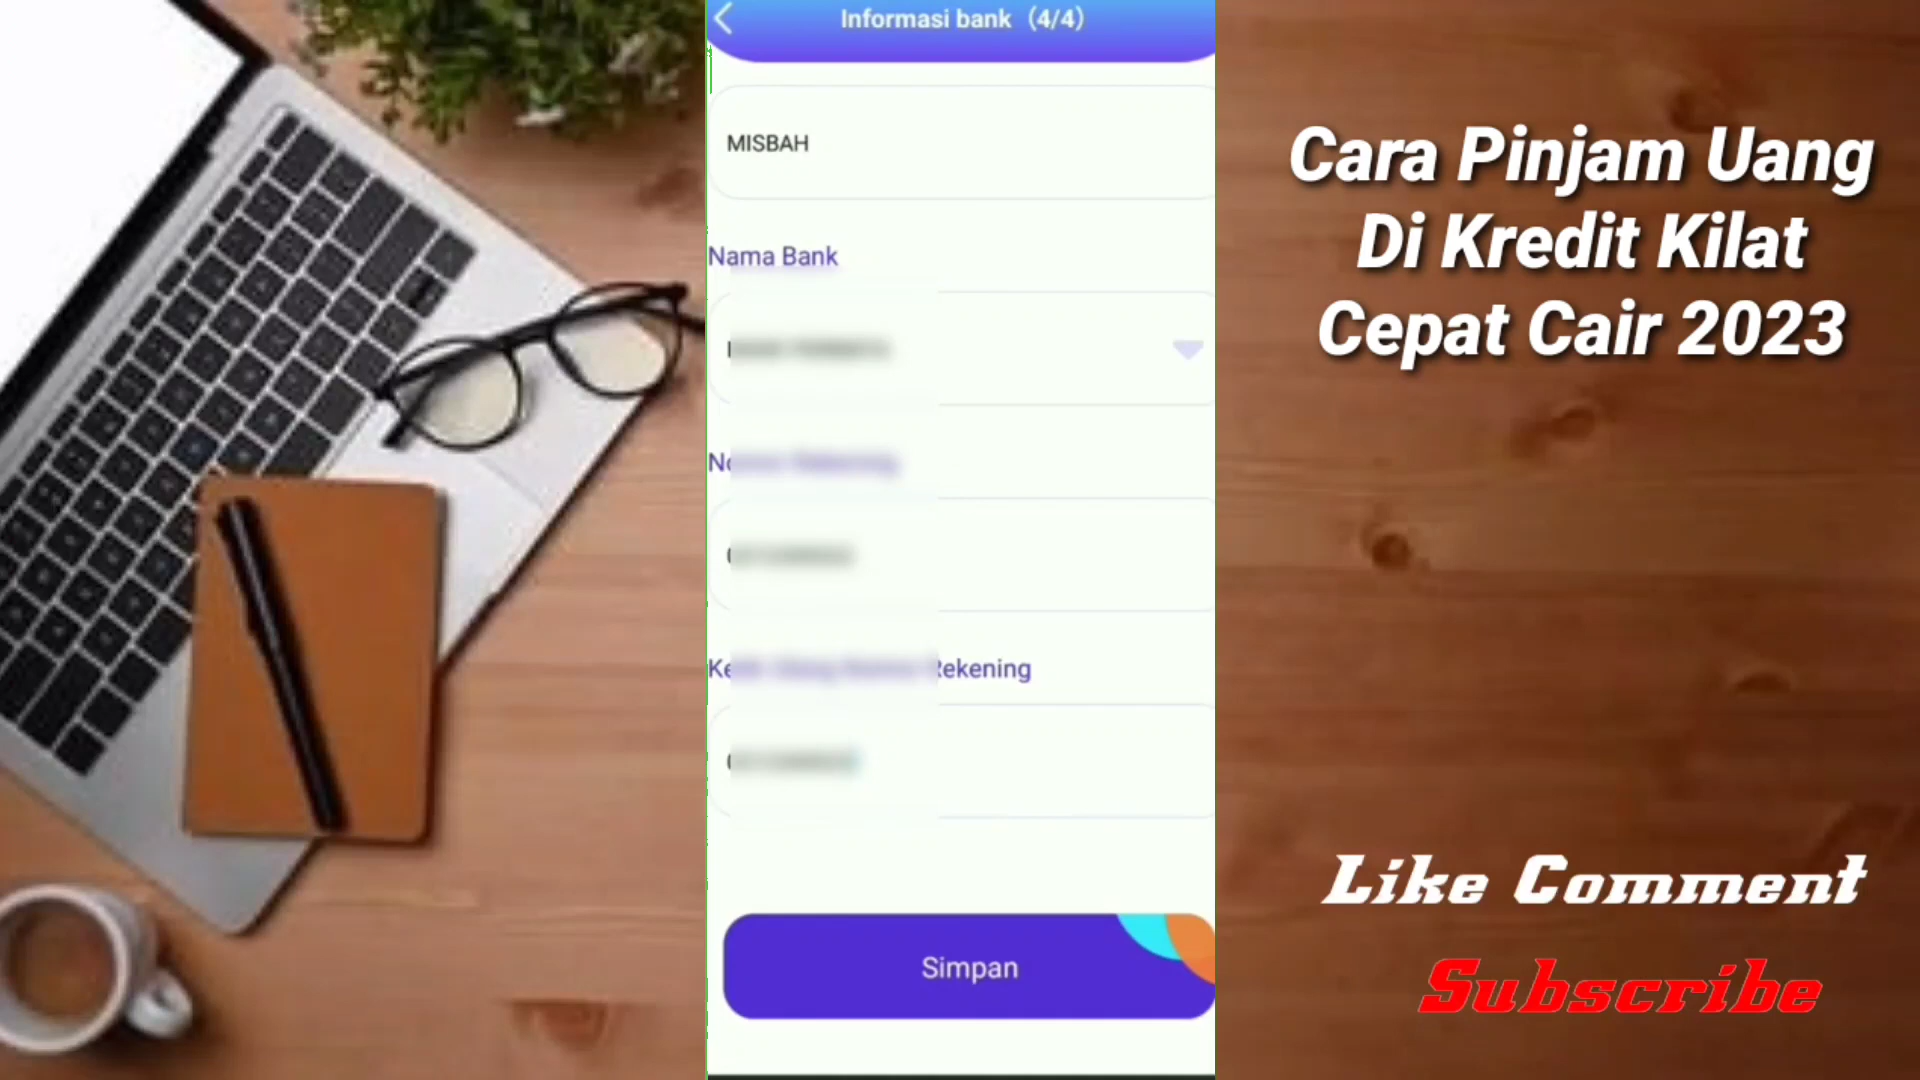 Informasi bank (4/4)
MISBAH
Nama Bank
Rekening
Simpan
Cara Pinjam Uang
Di Kredit Kilat
Cepat Cair 2023
Like Comment
Subscribe